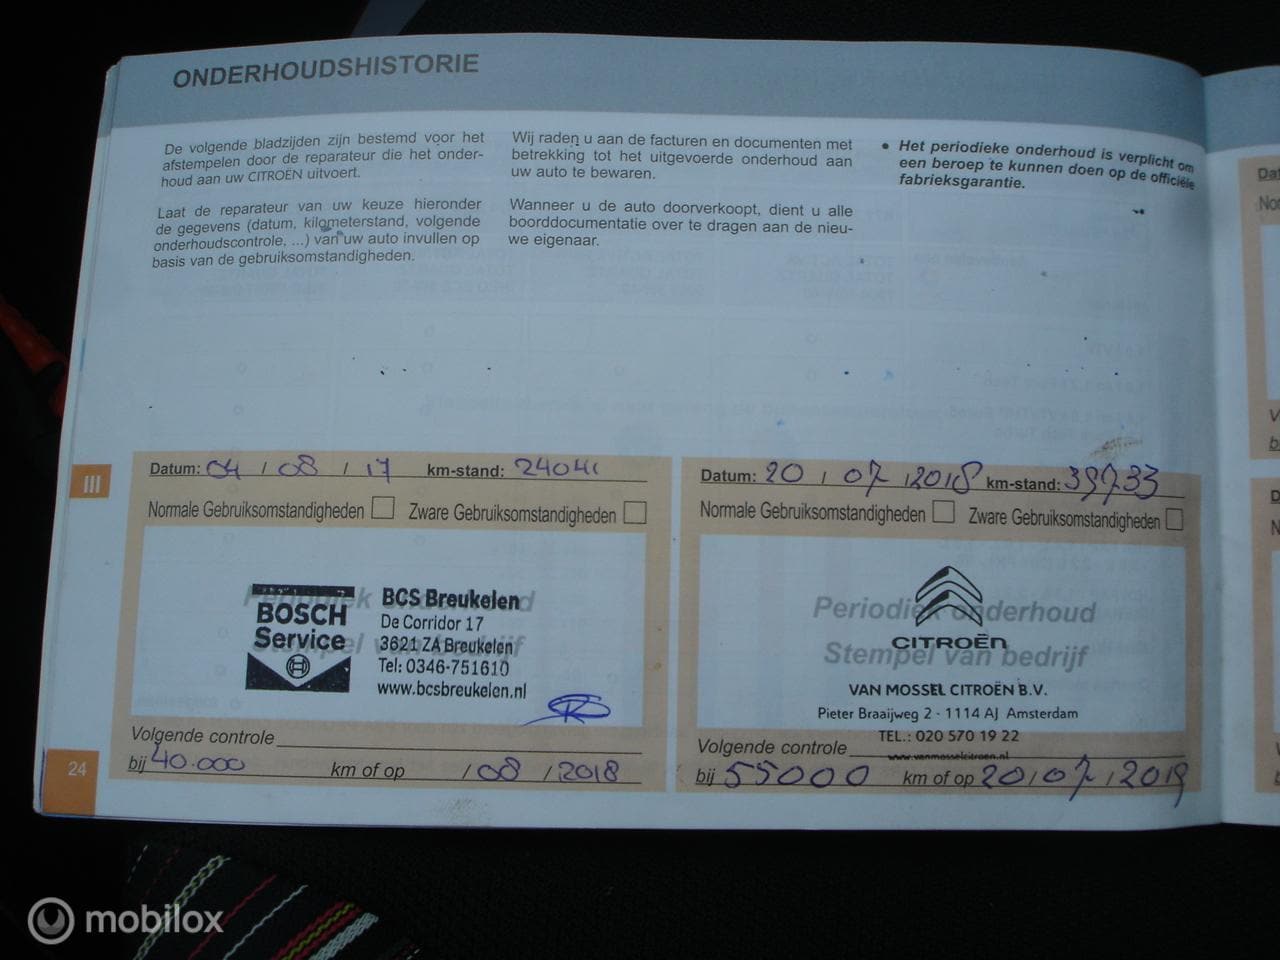 ONDERHOUDSHISTORIE
De volgende bladzijden zijn bestemd voor het
afstempelen door de reparateur die het onder-
houd aan uw CITROËN uitvoert.
Laat de reparateur van uw keuze hieronder
de gegevens (datum, kilometerstand, volgende
onderhoudscontrole, ...) van uw auto invullen op
basis van de gebruiksomstandigheden.
Wij raden u aan de facturen en documenten met
betrekking tot het uitgevoerde onderhoud aan
uw auto te bewaren.
Wanneer u de auto doorverkoopt, dient u alle
boorddocumentatie over te dragen aan de nieu-
we eigenaar.
• Het periodieke onderhoud is verplicht om
een beroep te kunnen doen op de officiële
fabrieksgarantie.
III
Datum: 04 / 08 / 17 km-stand: 24041
Normale Gebruiksomstandigheden Zware Gebruiksomstandigheden
Periodiek onderhoud
Stempel van bedrijf
BOSCH
Service
BCS Breukelen
De Corridor 17
3621 ZA Breukelen
Tel: 0346-751610
www.bcsbreukelen.nl
Volgende controle
bij 40.000 km of op / 08 / 2018
Datum: 20 / 07 / 2018 km-stand: 39733
Normale Gebruiksomstandigheden Zware Gebruiksomstandigheden
Periodiek onderhoud
Stempel van bedrijf
CITROËN
VAN MOSSEL CITROËN B.V.
Pieter Braaijweg 2 - 1114 AJ Amsterdam
TEL.: 020 570 19 22
www.vanmosselcitroen.nl
Volgende controle
bij 55000 km of op 20 / 07 / 2019
24
mobilox